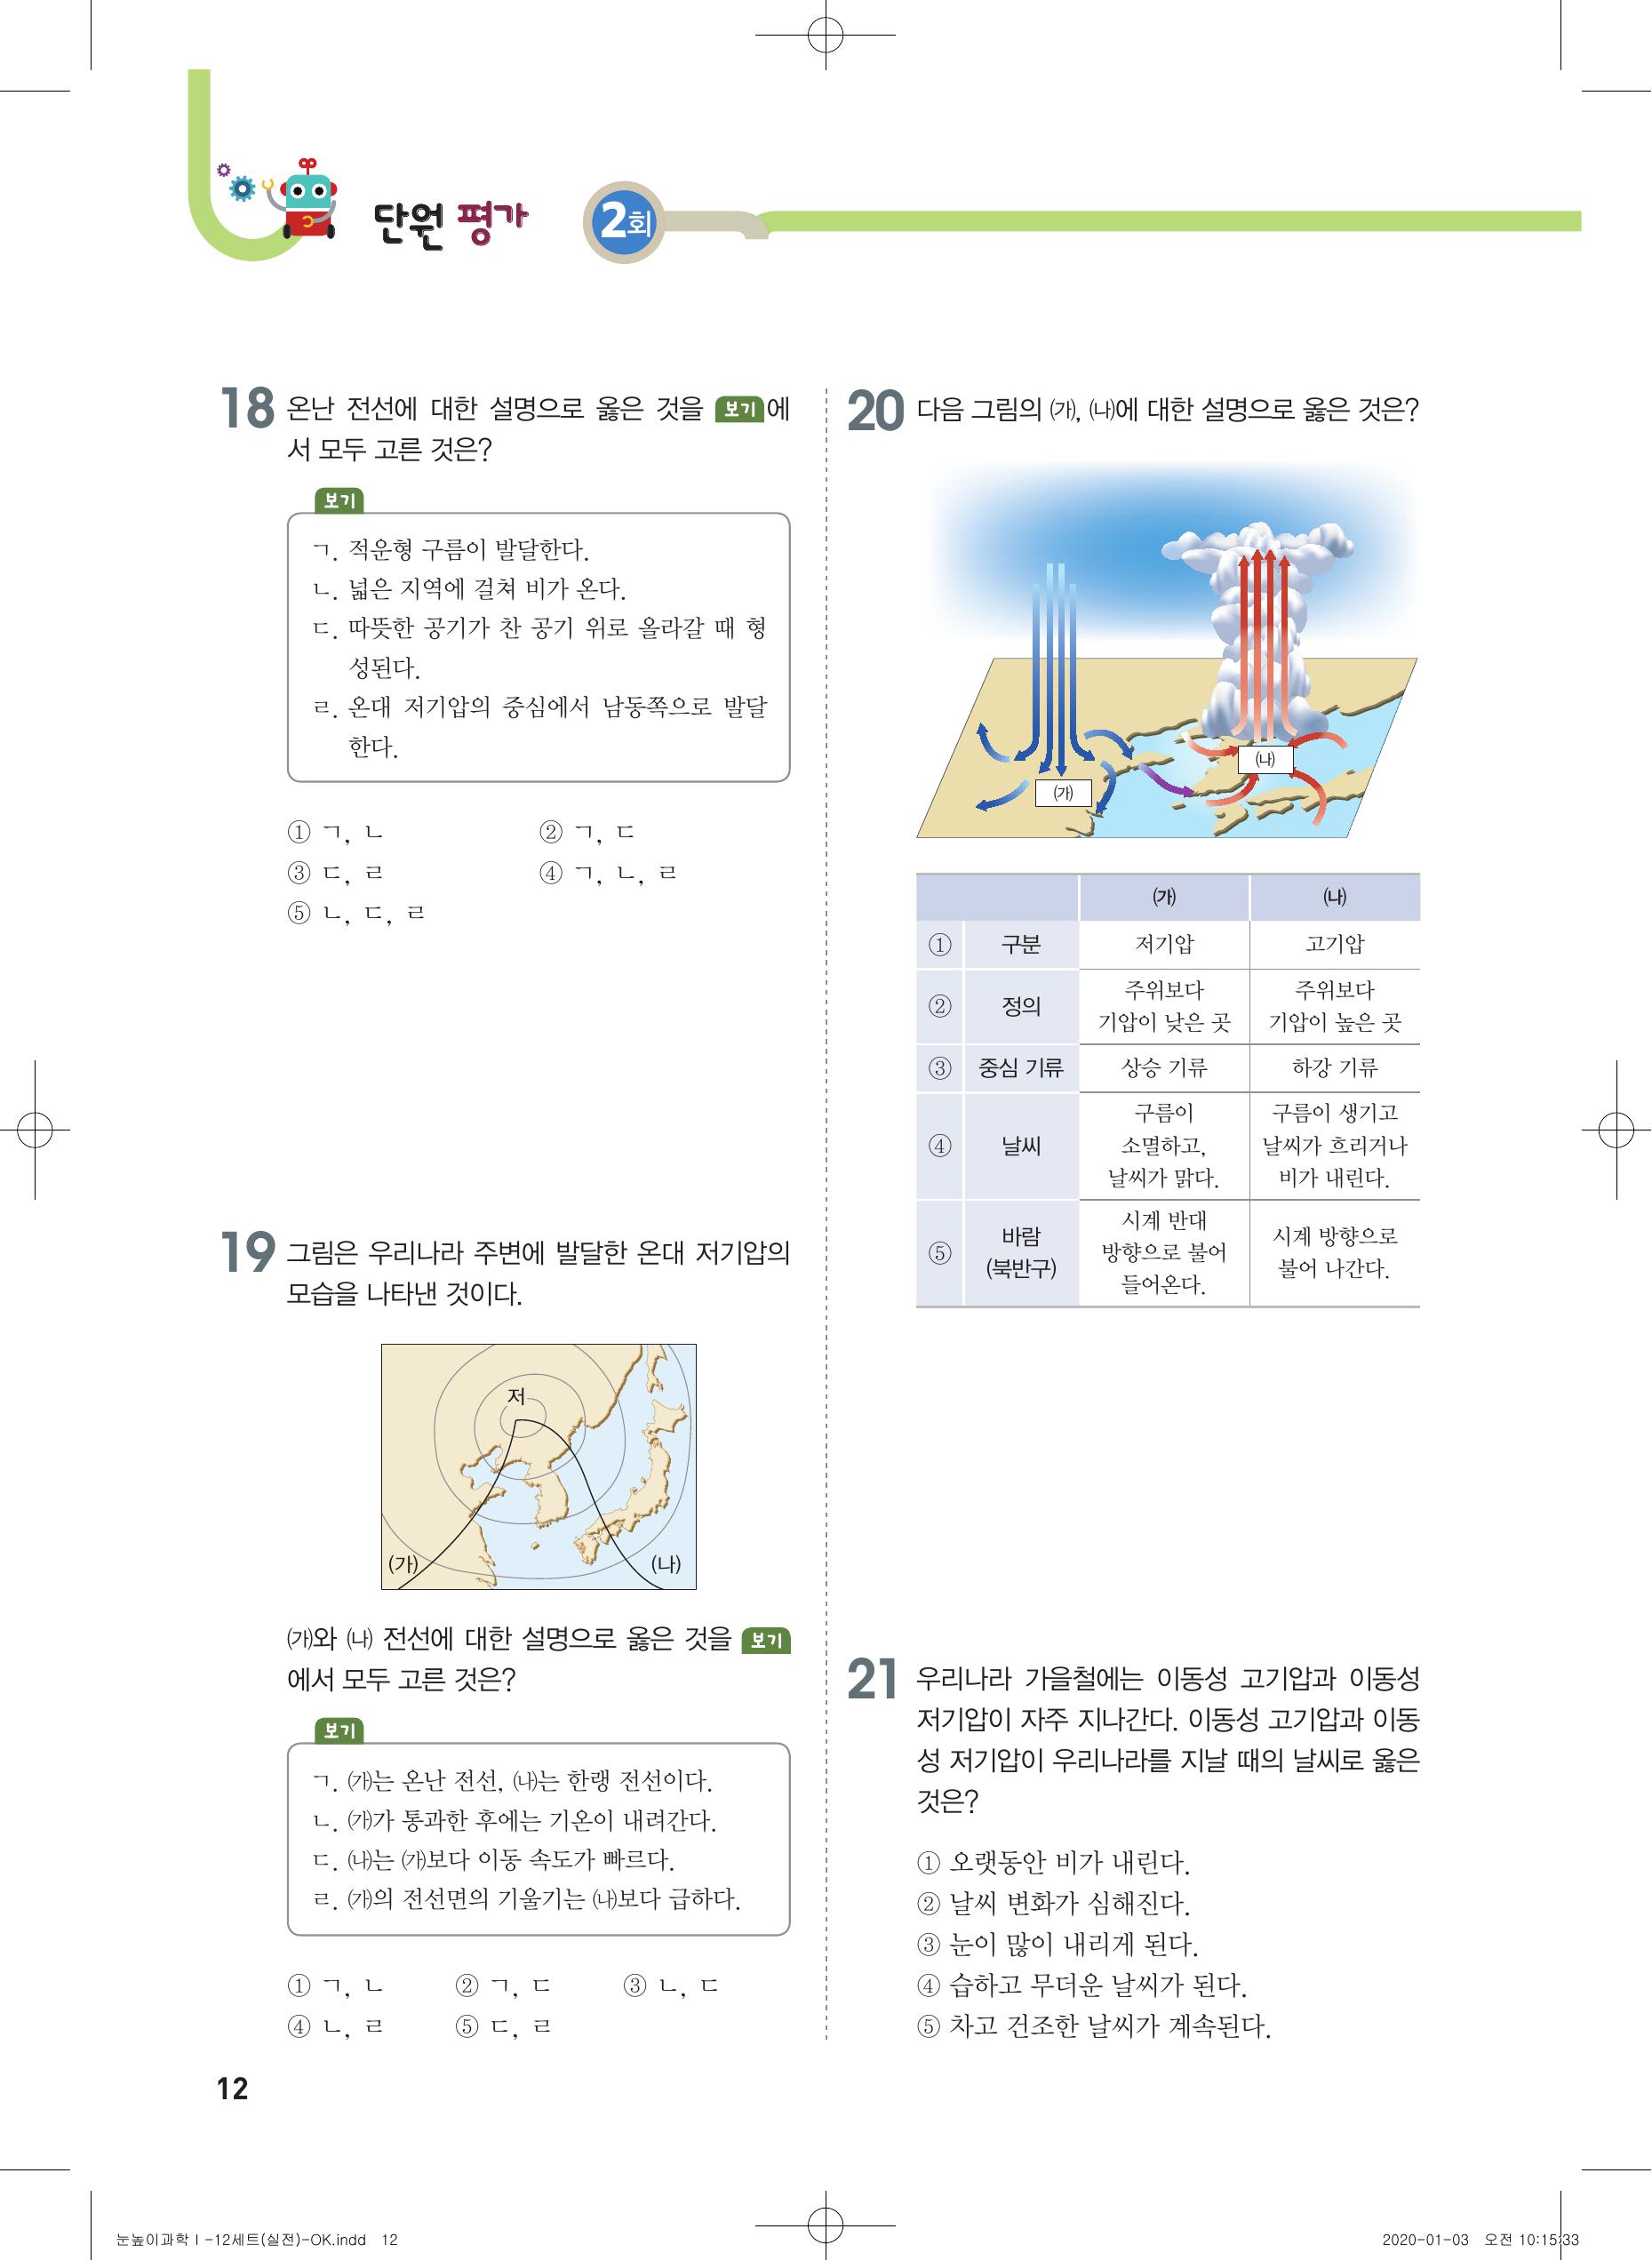 단원 평가 2회
18 온난 전선에 대한 설명으로 옳은 것을 보기에
서 모두 고른 것은?
보기
ㄱ. 적운형 구름이 발달한다.
ㄴ. 넓은 지역에 걸쳐 비가 온다.
ㄷ. 따뜻한 공기가 찬 공기 위로 올라갈 때 형
성된다.
ㄹ. 온대 저기압의 중심에서 남동쪽으로 발달
한다.
① ㄱ, ㄴ ② ㄱ, ㄷ
③ ㄷ, ㄹ ④ ㄱ, ㄴ, ㄹ
⑤ ㄴ, ㄷ, ㄹ
19 그림은 우리나라 주변에 발달한 온대 저기압의
모습을 나타낸 것이다.
저
(가) (나)
㈎와 ㈏ 전선에 대한 설명으로 옳은 것을 보기
에서 모두 고른 것은?
보기
ㄱ. ㈎는 온난 전선, ㈏는 한랭 전선이다.
ㄴ. ㈎가 통과한 후에는 기온이 내려간다.
ㄷ. ㈏는 ㈎보다 이동 속도가 빠르다.
ㄹ. ㈎의 전선면의 기울기는 ㈏보다 급하다.
① ㄱ, ㄴ ② ㄱ, ㄷ ③ ㄴ, ㄷ
④ ㄴ, ㄹ ⑤ ㄷ, ㄹ
12
20 다음 그림의 ㈎, ㈏에 대한 설명으로 옳은 것은?
㈏
㈎
㈎ ㈏
① 구분 저기압 고기압
② 정의 주위보다 기압이 낮은 곳 주위보다 기압이 높은 곳
③ 중심 기류 상승 기류 하강 기류
④ 날씨 구름이 소멸하고, 날씨가 맑다. 구름이 생기고 날씨가 흐리거나 비가 내린다.
⑤ 바람 (북반구) 시계 반대 방향으로 불어 들어온다. 시계 방향으로 불어 나간다.
21 우리나라 가을철에는 이동성 고기압과 이동성
저기압이 자주 지나간다. 이동성 고기압과 이동
성 저기압이 우리나라를 지날 때의 날씨로 옳은
것은?
① 오랫동안 비가 내린다.
② 날씨 변화가 심해진다.
③ 눈이 많이 내리게 된다.
④ 습하고 무더운 날씨가 된다.
⑤ 차고 건조한 날씨가 계속된다.
눈높이과학Ⅰ-12세트(실전)-OK.indd 12 2020-01-03 오전 10:15:33